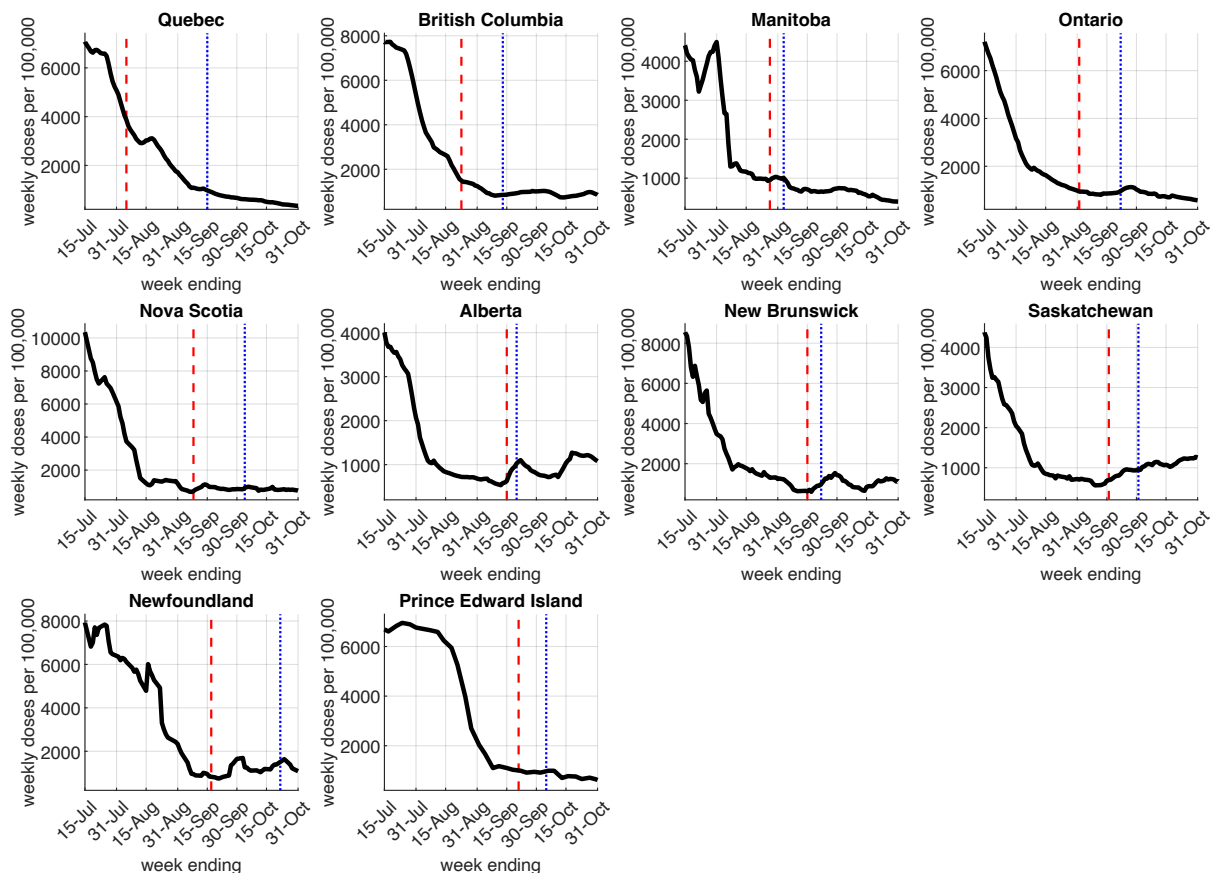 Quebec
weekly doses per 100,000
6000
4000
2000
15-Jul
31-Jul
15-Aug
31-Aug
15-Sep
30-Sep
15-Oct
31-Oct
week ending
British Columbia
weekly doses per 100,000
8000
6000
4000
2000
15-Jul
31-Jul
15-Aug
31-Aug
15-Sep
30-Sep
15-Oct
31-Oct
week ending
Manitoba
weekly doses per 100,000
4000
3000
2000
1000
15-Jul
31-Jul
15-Aug
31-Aug
15-Sep
30-Sep
15-Oct
31-Oct
week ending
Ontario
weekly doses per 100,000
6000
4000
2000
15-Jul
31-Jul
15-Aug
31-Aug
15-Sep
30-Sep
15-Oct
31-Oct
week ending
Nova Scotia
weekly doses per 100,000
10000
8000
6000
4000
2000
15-Jul
31-Jul
15-Aug
31-Aug
15-Sep
30-Sep
15-Oct
31-Oct
week ending
Alberta
weekly doses per 100,000
4000
3000
2000
1000
15-Jul
31-Jul
15-Aug
31-Aug
15-Sep
30-Sep
15-Oct
31-Oct
week ending
New Brunswick
weekly doses per 100,000
8000
6000
4000
2000
15-Jul
31-Jul
15-Aug
31-Aug
15-Sep
30-Sep
15-Oct
31-Oct
week ending
Saskatchewan
weekly doses per 100,000
4000
3000
2000
1000
15-Jul
31-Jul
15-Aug
31-Aug
15-Sep
30-Sep
15-Oct
31-Oct
week ending
Newfoundland
weekly doses per 100,000
8000
6000
4000
2000
15-Jul
31-Jul
15-Aug
31-Aug
15-Sep
30-Sep
15-Oct
31-Oct
week ending
Prince Edward Island
weekly doses per 100,000
6000
4000
2000
15-Jul
31-Jul
15-Aug
31-Aug
15-Sep
30-Sep
15-Oct
31-Oct
week ending